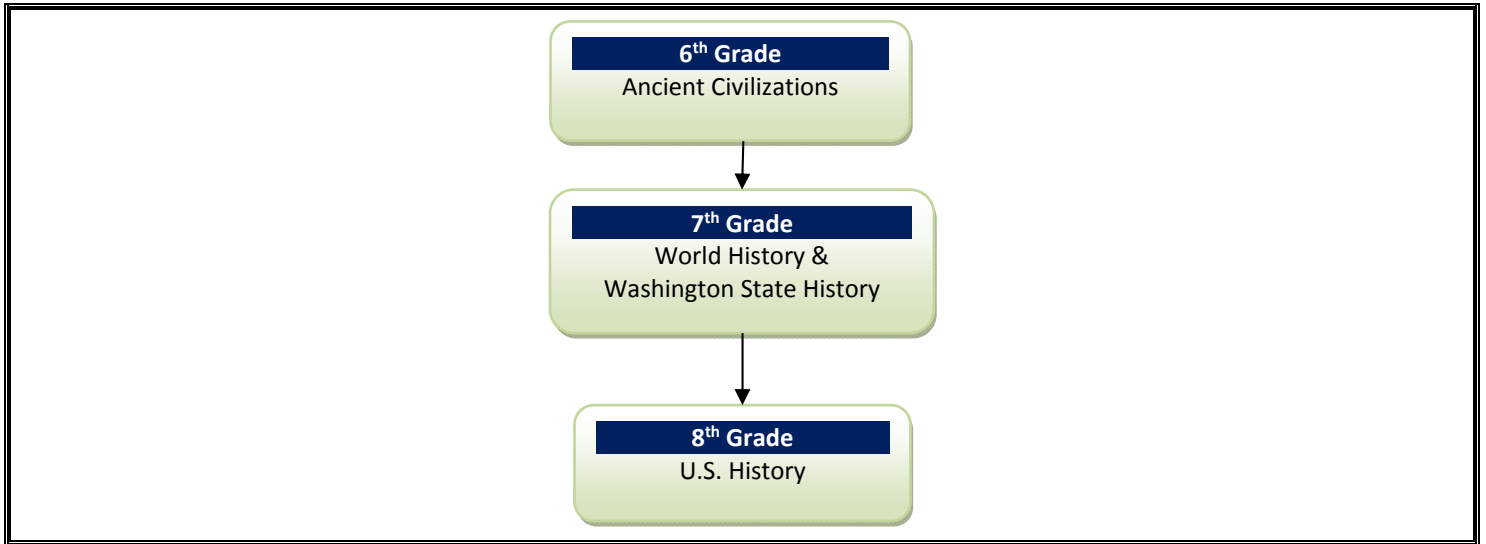 6th Grade
Ancient Civilizations
7th Grade
World History &
Washington State History
8th Grade
U.S. History